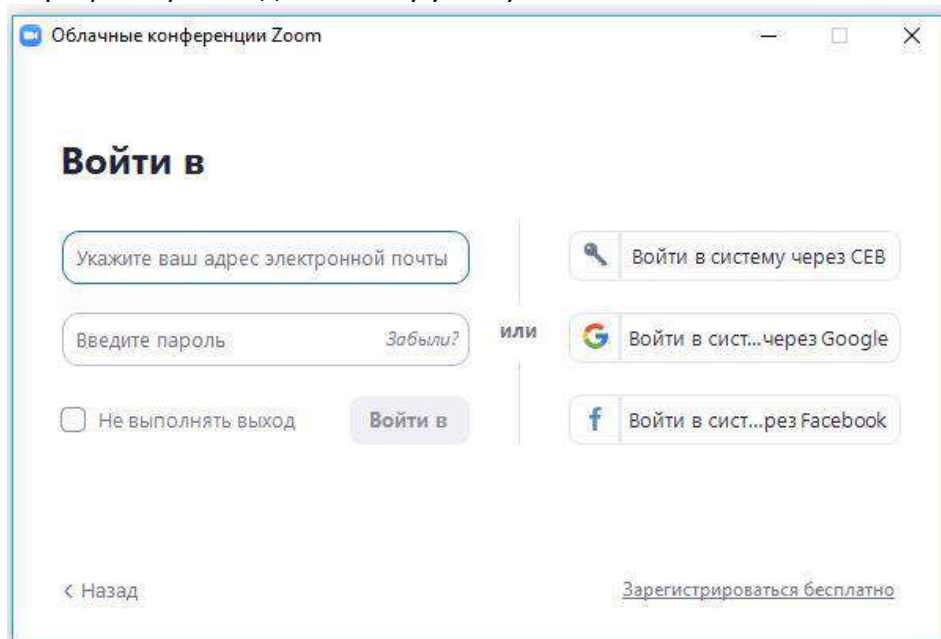 Облачные конференции Zoom
Войти в
Укажите ваш адрес электронной почты
Введите пароль Забыли?
Не выполнять выход Войти в
или
Войти в систему через СЕВ
Войти в сист...через Google
Войти в сист...рез Facebook
< Назад
Зарегистрироваться бесплатно